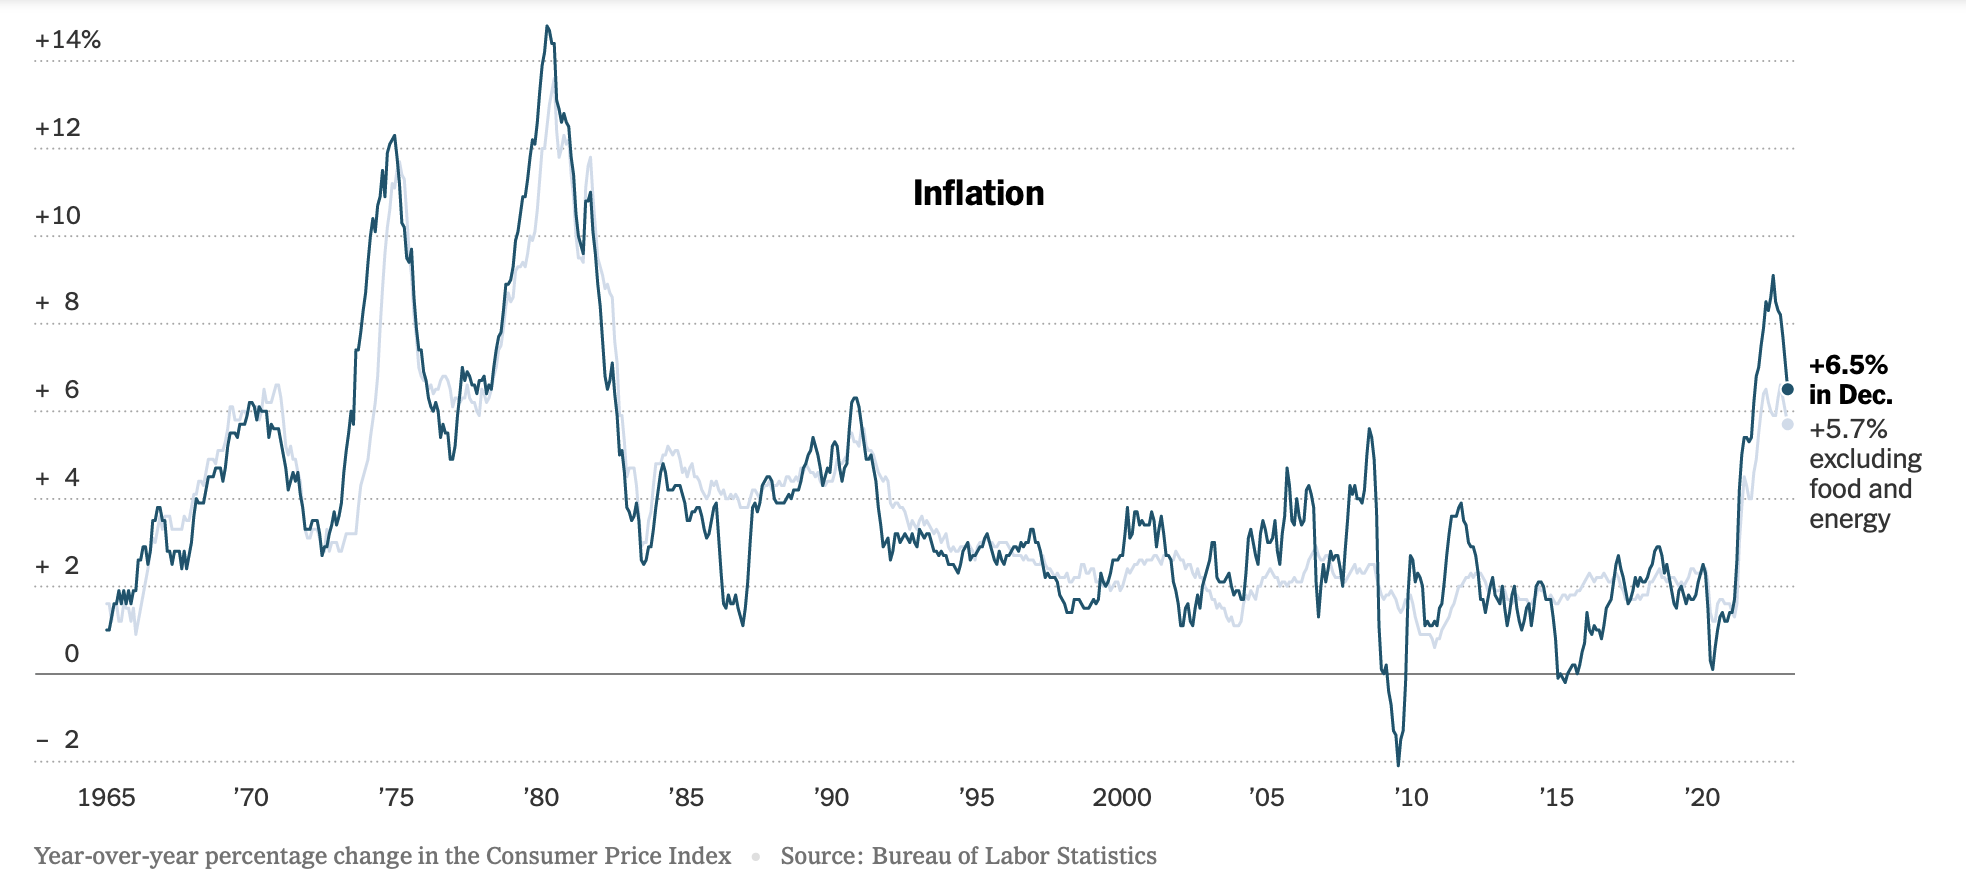 +14%
+12
+10
+ 8
+ 6
+ 4
+ 2
0
– 2
Inflation
+6.5%
in Dec.
+5.7%
excluding
food and
energy
1965 ’70 ’75 ’80 ’85 ’90 ’95 2000 ’05 ’10 ’15 ’20
Year-over-year percentage change in the Consumer Price Index • Source: Bureau of Labor Statistics